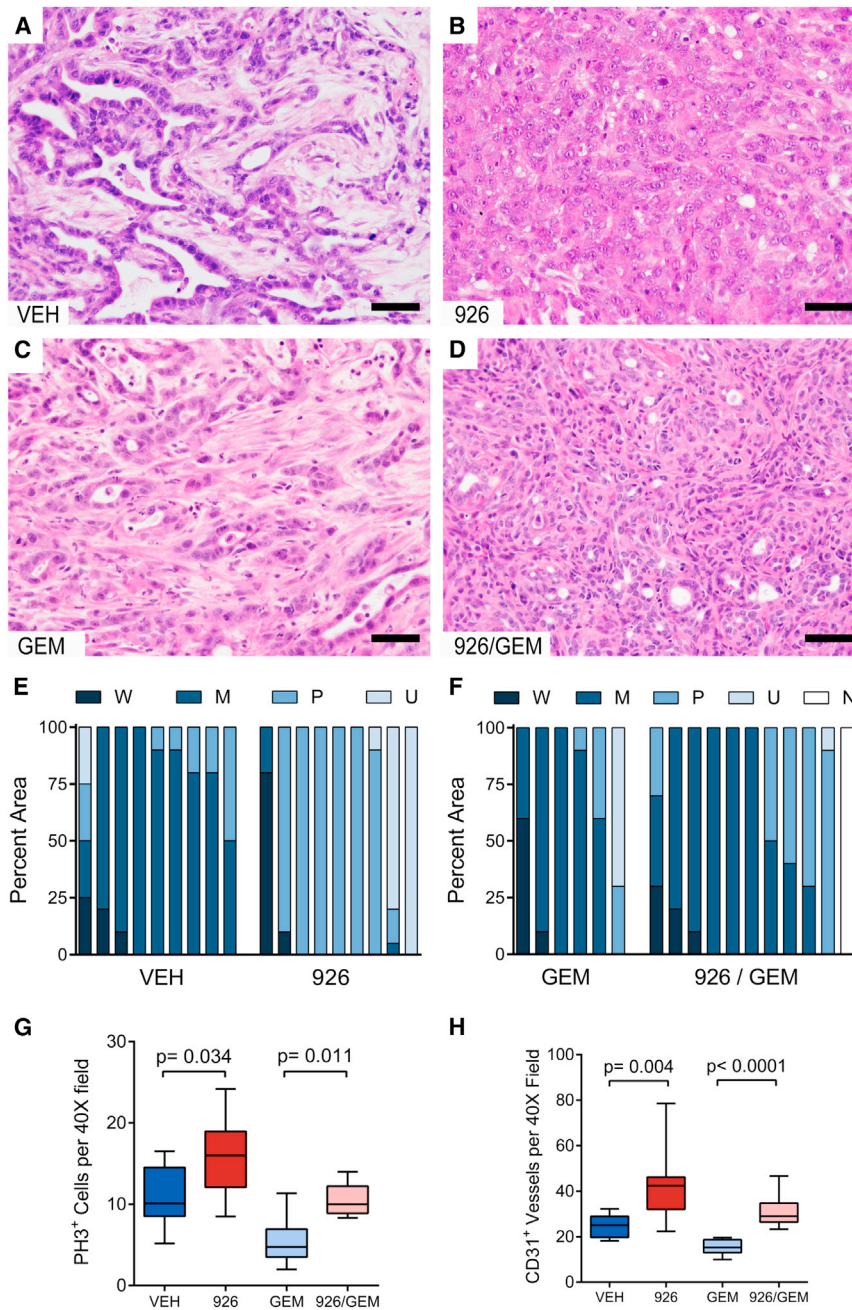 A
B
VEH
926
C
D
GEM
926/GEM
E
W M P U
Percent Area
100
75
50
25
0
VEH 926
F
W M P U N
Percent Area
100
75
50
25
0
GEM 926 / GEM
G
PH3+ Cells per 40X field
30
20
10
0
p= 0.034
p= 0.011
VEH 926 GEM 926/GEM
H
CD31+ Vessels per 40X Field
100
80
60
40
20
0
p= 0.004
p< 0.0001
VEH 926 GEM 926/GEM